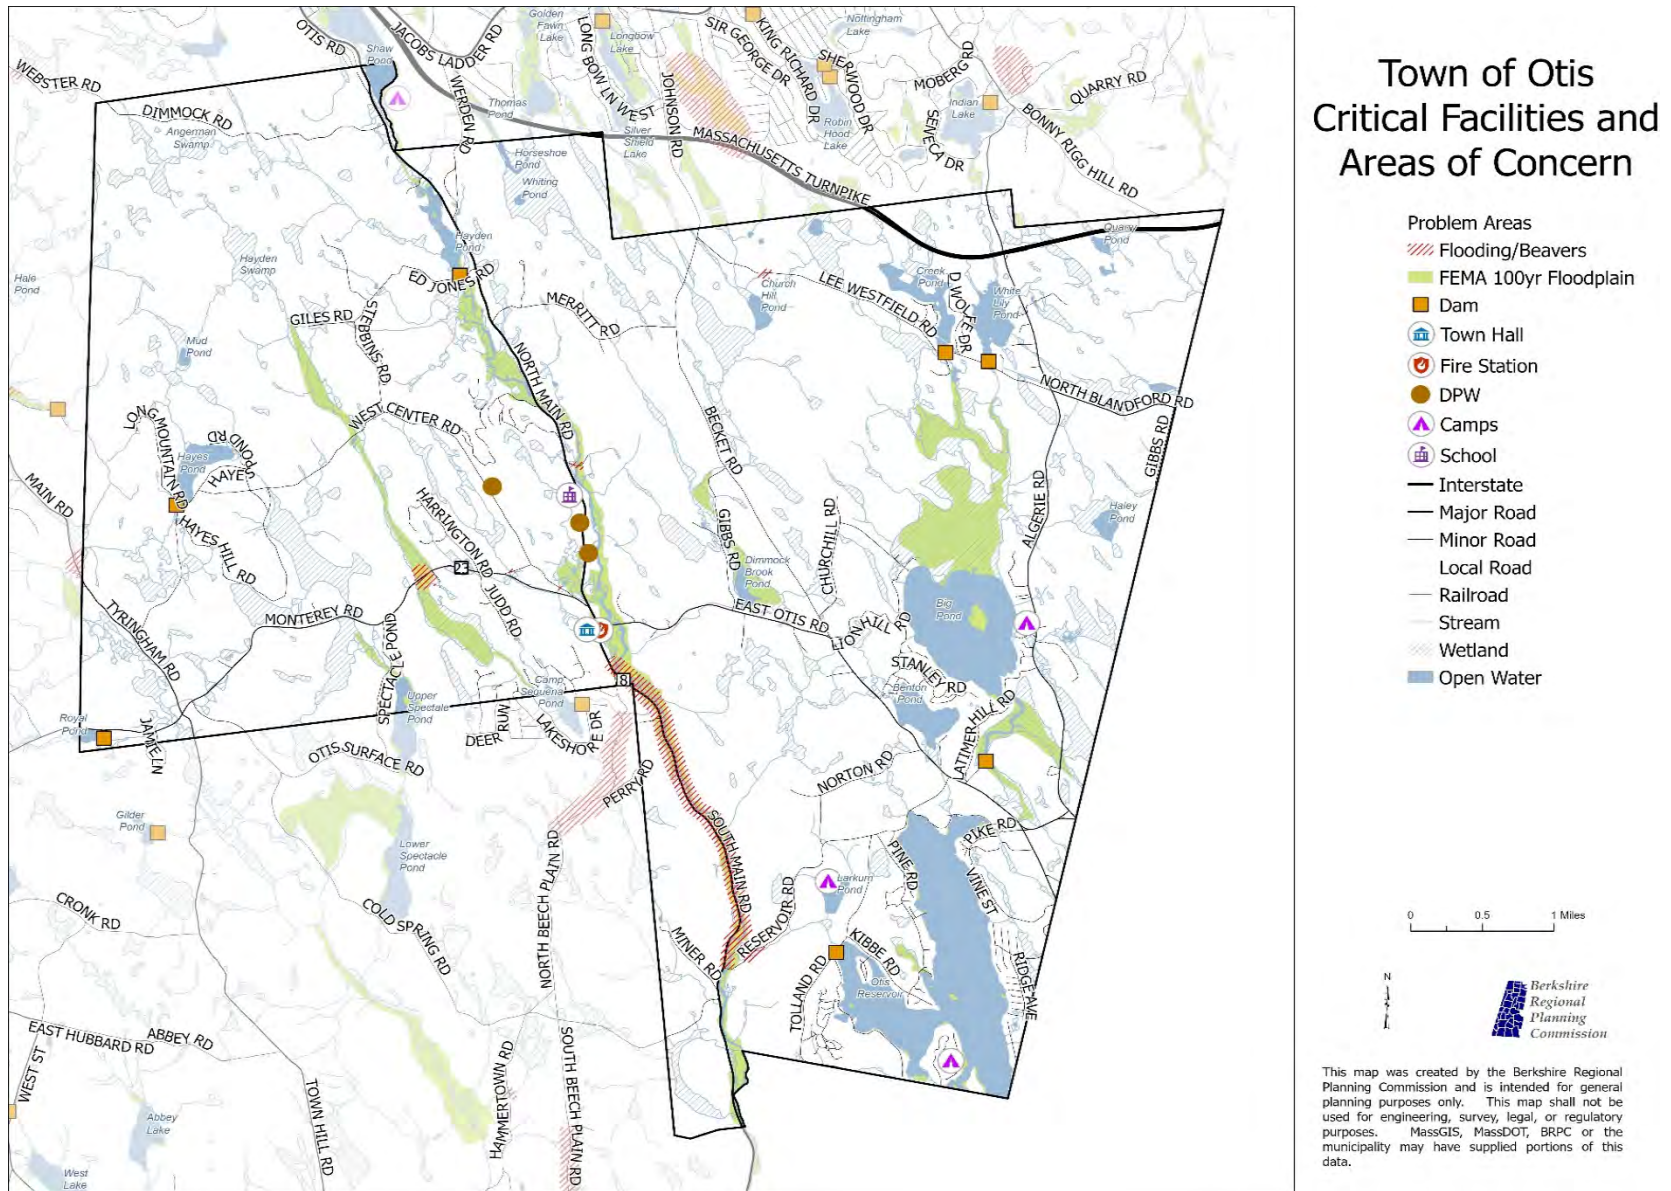 Town of Otis
Critical Facilities and
Areas of Concern
Problem Areas
Flooding/Beavers
FEMA 100yr Floodplain
Dam
Town Hall
Fire Station
DPW
Camps
School
Interstate
Major Road
Minor Road
Local Road
Railroad
Stream
Wetland
Open Water
0 0.5 1 Miles
N
Berkshire
Regional
Planning
Commission
This map was created by the Berkshire Regional
Planning Commission and is intended for general
planning purposes only. This map shall not be
used for engineering, survey, legal, or regulatory
purposes. MassGIS, MassDOT, BRPC or the
municipality may have supplied portions of this
data.
OTIS RD
JACOBS LADDER RD
Shaw
Pond
WEBSTER RD
DIMMOCK RD
Angerman
Swamp
WERDEN RD
Golden
Fawn
Lake
LONG BOW LN WEST
Longbow
Lake
Thomas
Pond
Silver
Shield
Lake
JOHNSON RD
SIR GEORGE DR
KING RICHARD DR
SHERWOOD DR
Nottingham
Lake
Robin
Hood
Lake
MOBERG RD
Indian
Lake
SENECA DR
QUARRY RD
BONNY RIGG HILL RD
MASSACHUSETTS TURNPIKE
Horseshoe
Pond
Whiting
Pond
Quarry
Pond
Hayden
Pond
Hayden
Swamp
Hale
Pond
ED JONES RD
MERRITT RD
Church
Hill
Pond
LEE WESTFIELD RD
Creek
Pond
D WOLFE DR
White
Lily
Pond
GILES RD
STEBBINS RD
Mud
Pond
NORTH MAIN RD
NORTH BLANDFORD RD
GIBBS RD
LONG MOUNTAIN RD
HAYES POND RD
Hayes
Pond
WEST CENTER RD
BECKET RD
MAIN RD
HAYES HILL RD
HARRINGTON RD
GIBBS RD
CHURCHILL RD
ALGERIE RD
Haley
Pond
23
JUDD RD
Dimmock
Brook
Pond
EAST OTIS RD
LION HILL RD
Big
Pond
TYRINGHAM RD
MONTEREY RD
SPECTACLE POND
STANLEY RD
Benton
Pond
LATIMER HILL RD
8
Camp
Sequena
Pond
Upper
Spectale
Pond
DEER RUN
LAKESHORE DR
Royal
Pond
JAMIE LN
OTIS SURFACE RD
PERRY RD
NORTON RD
SOUTH MAIN RD
PIKE RD
Gilder
Pond
Lower
Spectacle
Pond
NORTH BEECH PLAIN RD
PINE RD
VINE ST
Larkum
Pond
RESERVOIR RD
CRONK RD
COLD SPRING RD
MINER RD
KIBBE RD
TOLLAND RD
Otis
Reservoir
RIDGE AVE
EAST HUBBARD RD
ABBEY RD
WEST ST
TOWN HILL RD
HAMMERTOWN RD
SOUTH BEECH PLAIN RD
Abbey
Lake
West
Lake